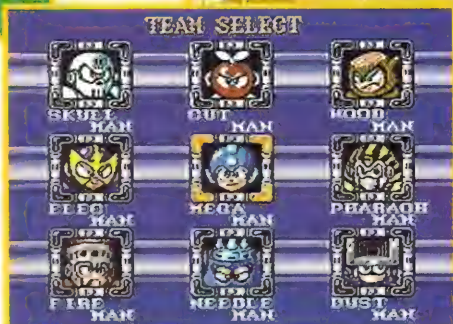 TEAM SELECT
SKULL MAN
CUT MAN
WOOD MAN
ELEC MAN
MEGA MAN
PHARAOH MAN
FIRE MAN
NEEDLE MAN
DUST MAN